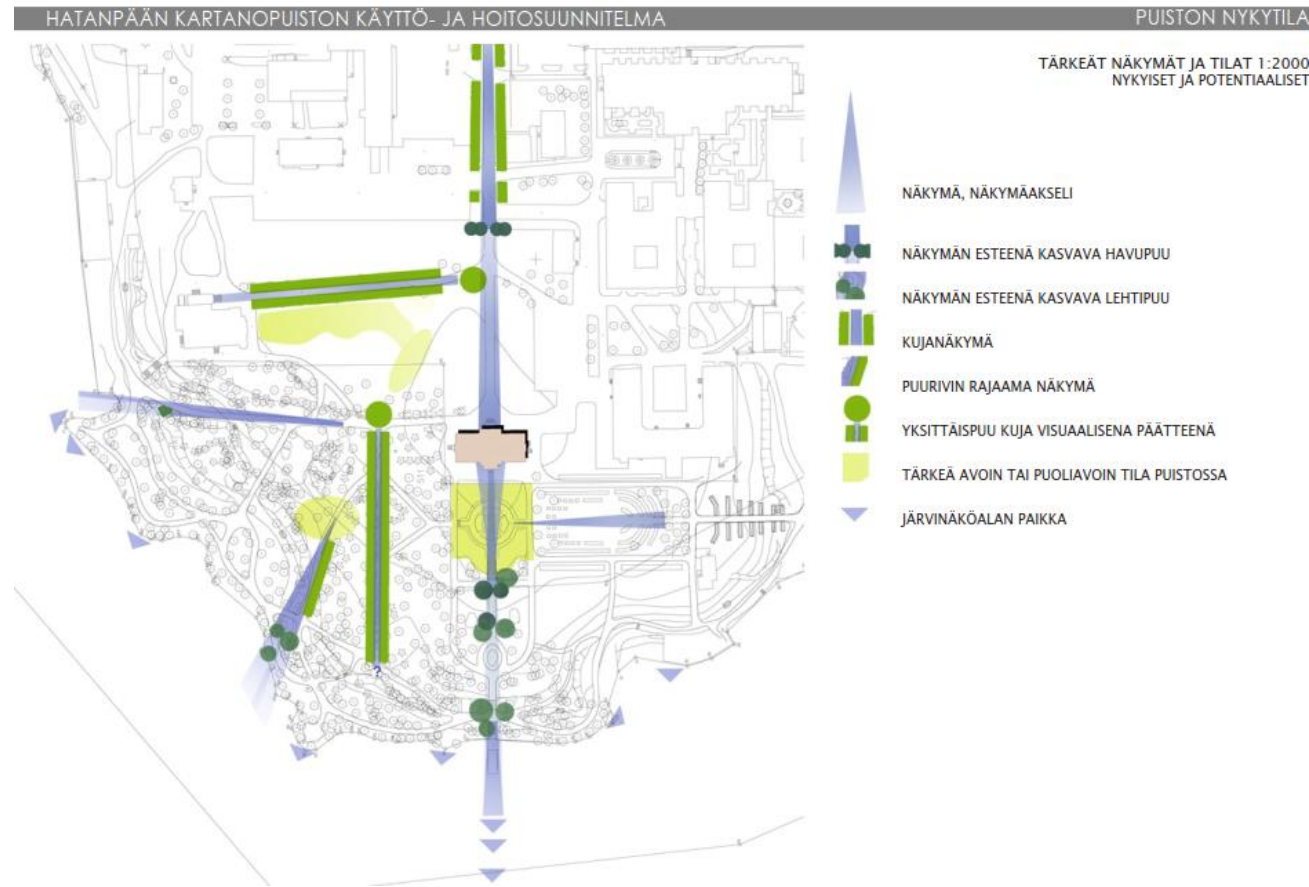 HATANPÄÄN KARTANOPUISTON KÄYTTÖ- JA HOITOSUUNNITELMA
PUISTON NYKYTILA
TÄRKEÄT NÄKYMÄT JA TILAT 1:2000
NYKYISET JA POTENTIAALISET
NÄKYMÄ, NÄKYMÄAKSELI
NÄKYMÄN ESTEENÄ KASVAVA HAVUPUU
NÄKYMÄN ESTEENÄ KASVAVA LEHTIPUU
KUJANÄKYMÄ
PUURIVIN RAJAAMA NÄKYMÄ
YKSITTÄISPUU KUJA VISUAALISENA PÄÄTTEENÄ
TÄRKEÄ AVOIN TAI PUOLIAVOIN TILA PUISTOSSA
JÄRVINÄKÖALAN PAIKKA
?